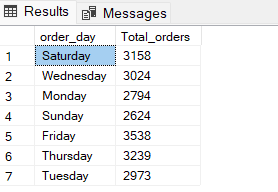 Results Messages
order_day Total_orders
1 Saturday 3158
2 Wednesday 3024
3 Monday 2794
4 Sunday 2624
5 Friday 3538
6 Thursday 3239
7 Tuesday 2973